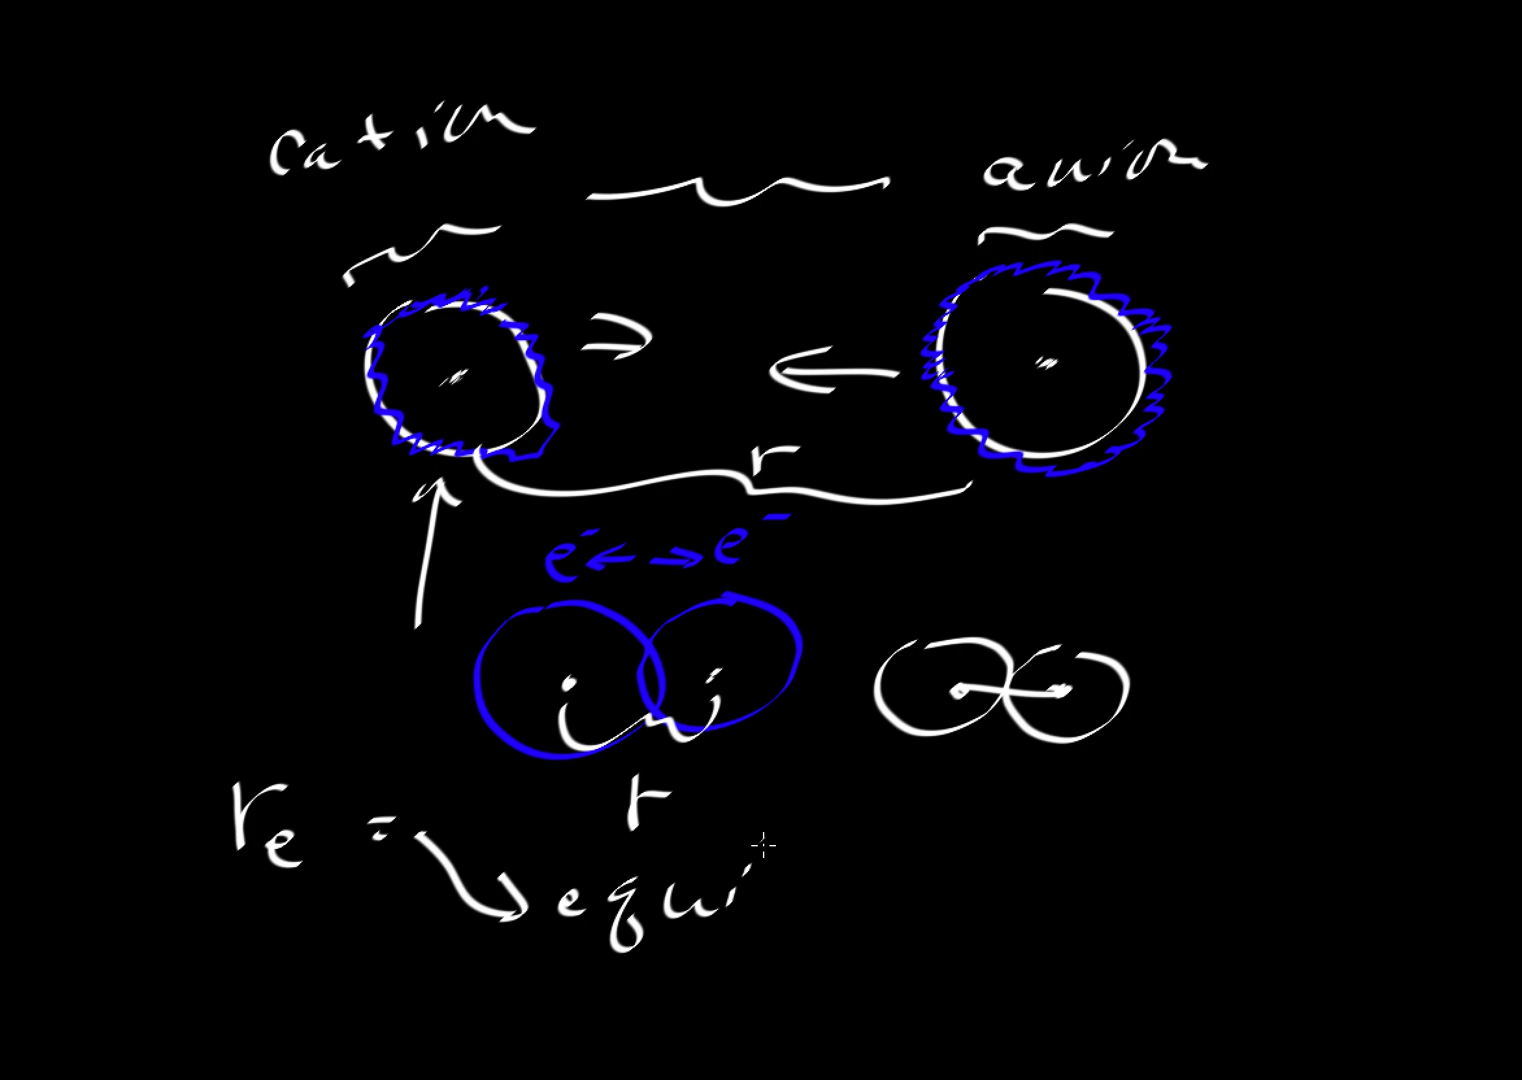 cation anion
r
e⁻ ← → e⁻
r
rₑ =
equi